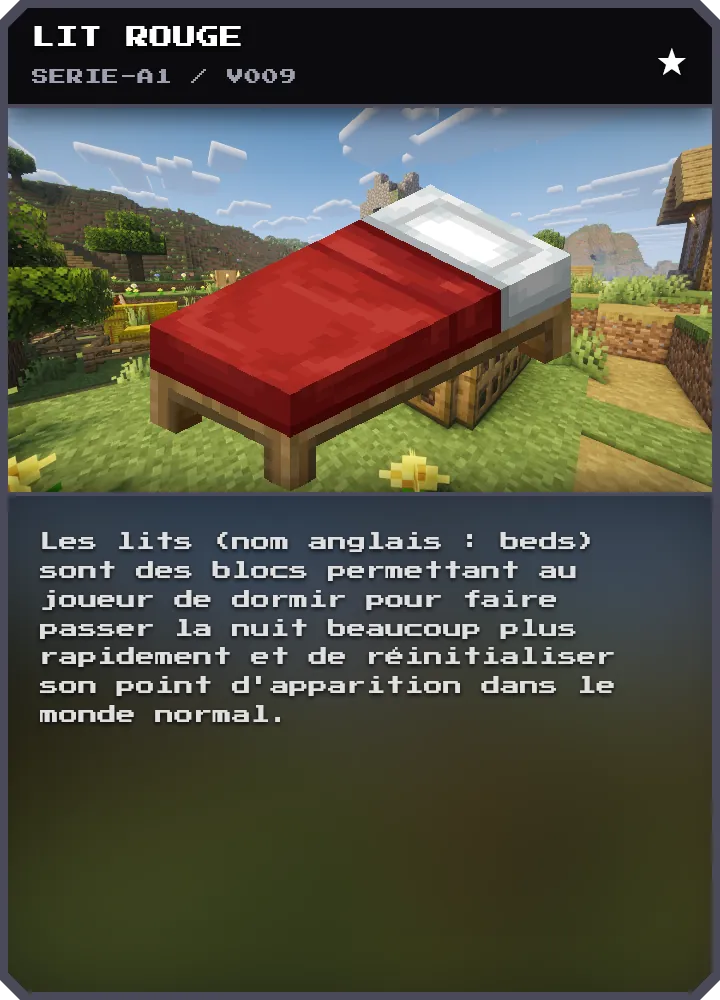 LIT ROUGE
SERIE-A1 / V009
Les lits (nom anglais : beds)
sont des blocs permettant au
joueur de dormir pour faire
passer la nuit beaucoup plus
rapidement et de réinitialiser
son point d'apparition dans le
monde normal.